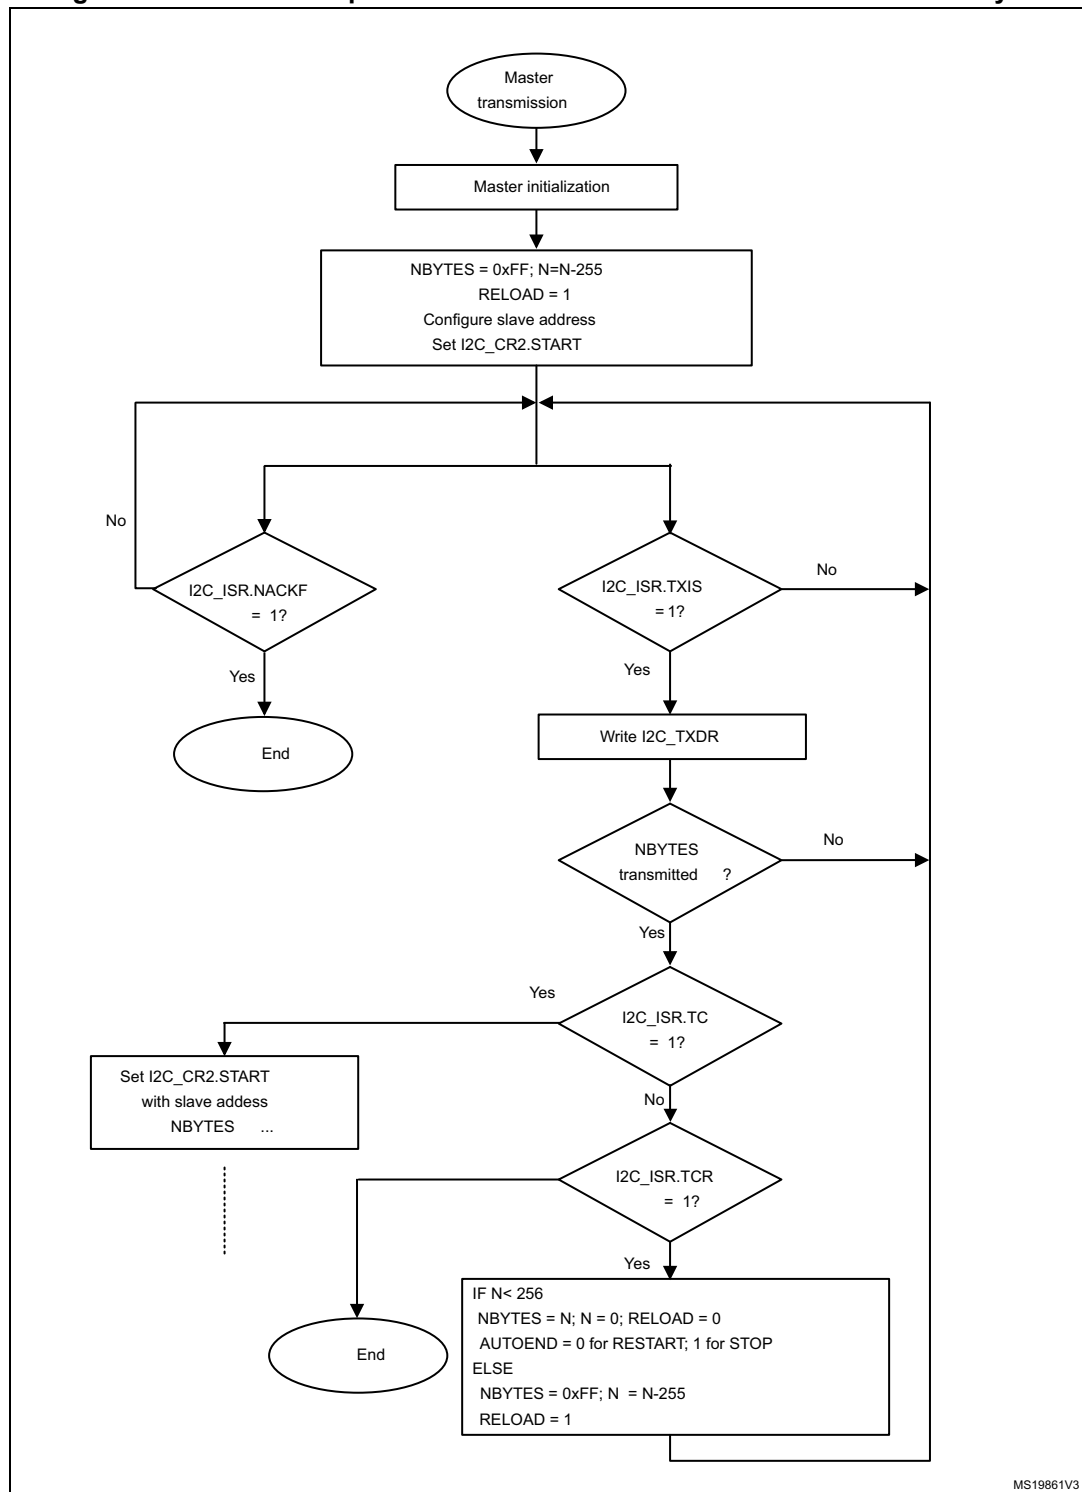 Master
transmission
Master initialization
NBYTES = 0xFF; N=N-255
RELOAD = 1
Configure slave address
Set I2C_CR2.START
No
I2C_ISR.NACKF
= 1?
Yes
End
I2C_ISR.TXIS
= 1?
No
Yes
Write I2C_TXDR
NBYTES
transmitted ?
No
Yes
I2C_ISR.TC
= 1?
Yes
Set I2C_CR2.START
with slave addess
NBYTES ...
No
I2C_ISR.TCR
= 1?
Yes
End
IF N< 256
NBYTES = N; N = 0; RELOAD = 0
AUTOEND = 0 for RESTART; 1 for STOP
ELSE
NBYTES = 0xFF; N = N-255
RELOAD = 1
MS19861V3